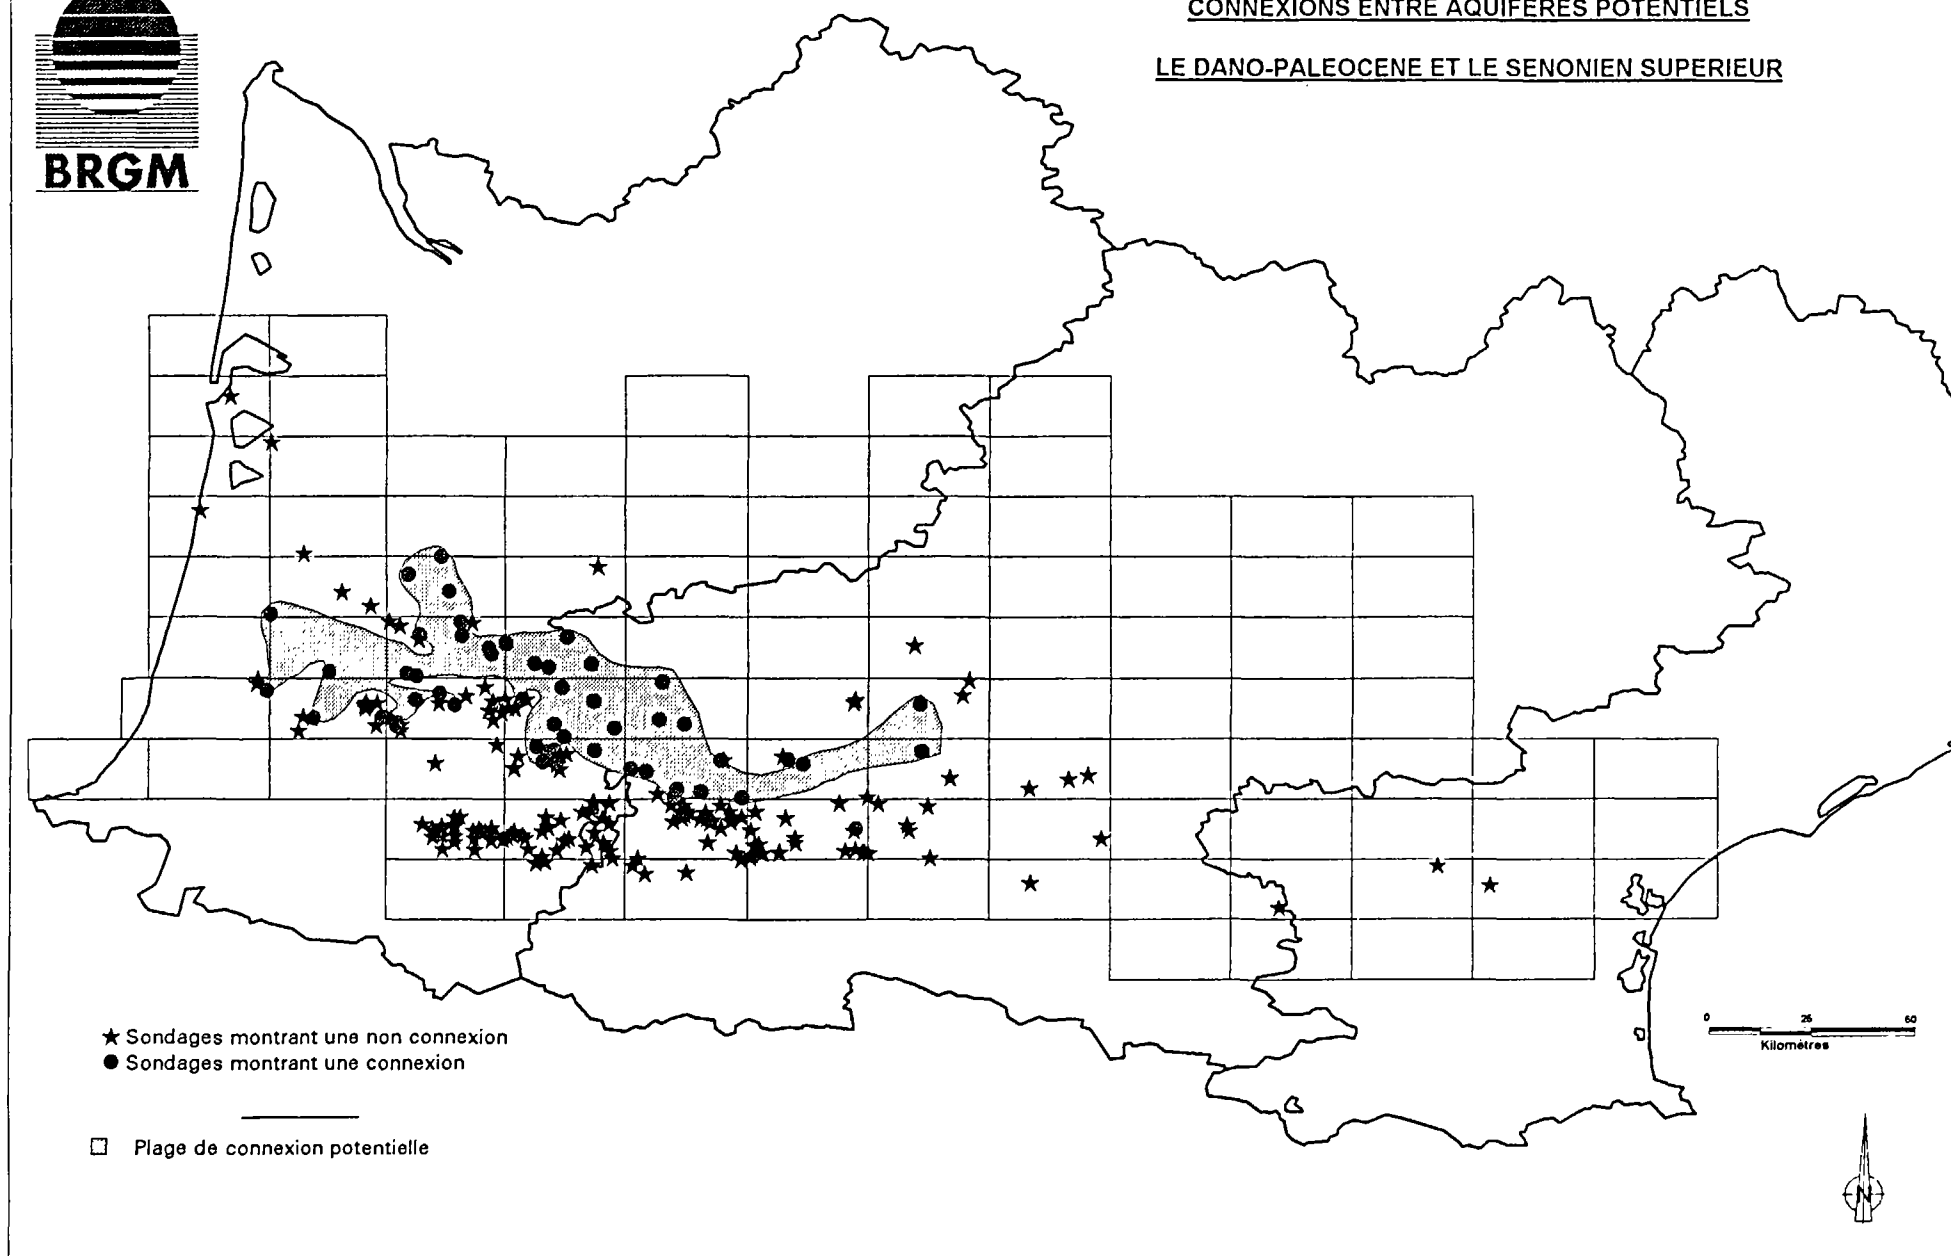 CONNEXIONS ENTRE AQUIFERES POTENTIELS
LE DANO-PALEOCENE ET LE SENONIEN SUPERIEUR
BRGM
★ Sondages montrant une non connexion
● Sondages montrant une connexion
Plage de connexion potentielle
0 25 50
Kilomètres
N